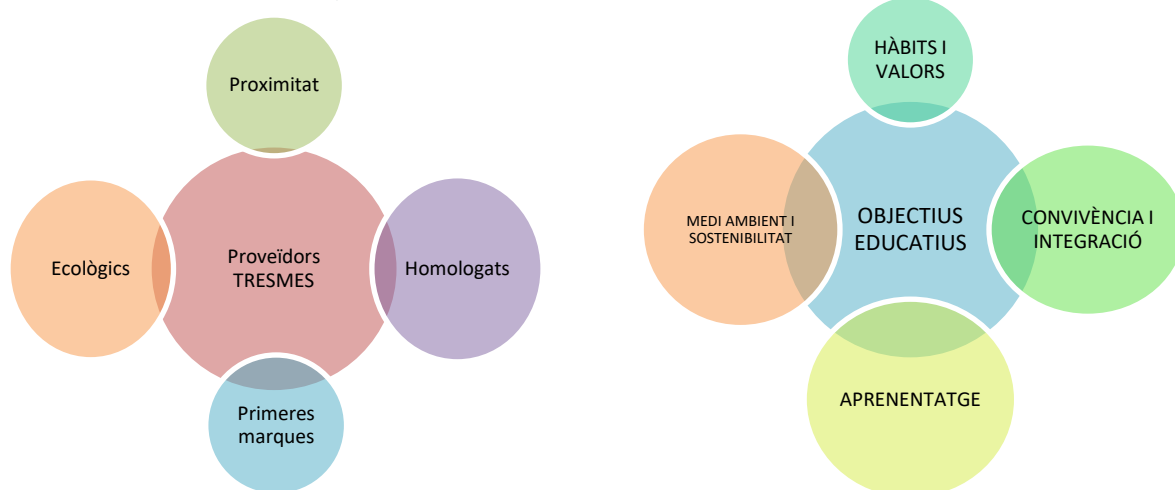 Proximitat
Ecològics
Proveïdors
TRESMES
Homologats
Primeres
marques
HÀBITS I
VALORS
MEDI AMBIENT I
SOSTENIBILITAT
OBJECTIUS
EDUCATIUS
CONVIVÈNCIA I
INTEGRACIÓ
APRENENTATGE